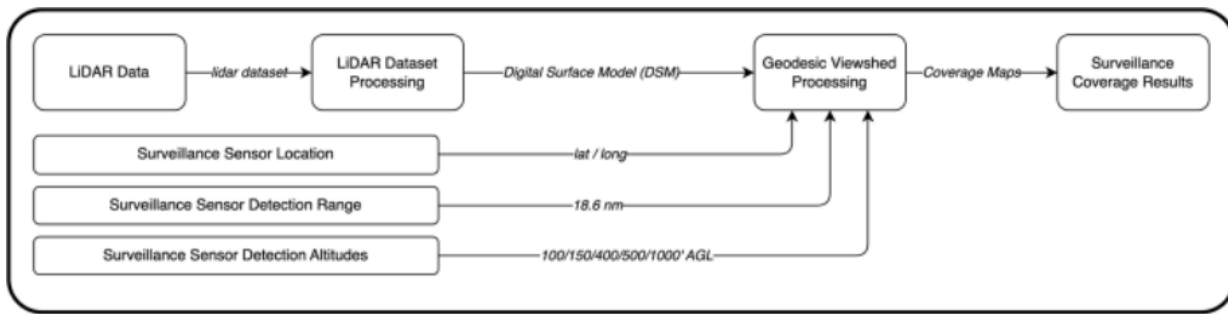 LiDAR Data
lidar dataset
LiDAR Dataset
Processing
Digital Surface Model (DSM)
Geodesic Viewshed
Processing
Coverage Maps
Surveillance
Coverage Results
Surveillance Sensor Location
lat / long
Surveillance Sensor Detection Range
18.6 nm
Surveillance Sensor Detection Altitudes
100/150/400/500/1000' AGL